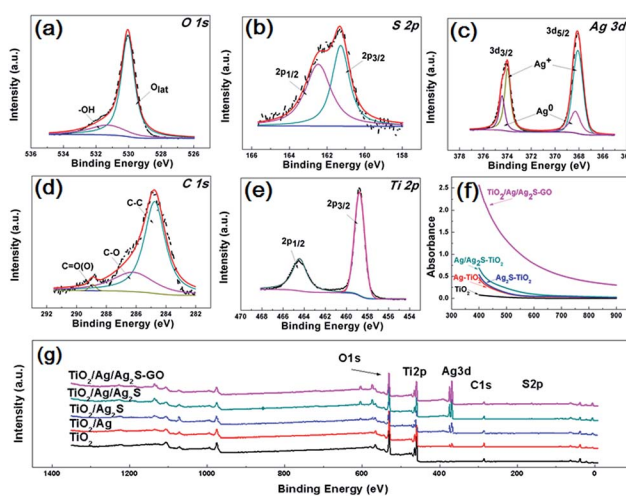 (a) O 1s
Intensity (a.u.)
-OH
Olat
536 534 532 530 528 526
Binding Energy (eV)
(b) S 2p
Intensity (a.u.)
2p1/2
2p3/2
166 164 162 160 158
Binding Energy (eV)
(c) Ag 3d
Intensity (a.u.)
3d3/2
3d5/2
Ag+
Ag0
378 376 374 372 370 368 366
Binding Energy (eV)
(d) C 1s
Intensity (a.u.)
C-C
C-O
C=O(O)
292 290 288 286 284 282
Binding Energy (eV)
(e) Ti 2p
Intensity (a.u.)
2p1/2
2p3/2
470 468 466 464 462 460 458 456 454
Binding Energy (eV)
(f)
Absorbance
2.5
2.0
1.5
1.0
0.5
0.0
TiO2/Ag/Ag2S-GO
Ag/Ag2S-TiO2
Ag-TiO2
Ag2S-TiO2
TiO2
300 400 500 600 700 800 900
(g)
Intensity (a.u.)
O1s
Ti2p
Ag3d
C1s
S2p
TiO2/Ag/Ag2S-GO
TiO2/Ag/Ag2S
TiO2/Ag2S
TiO2/Ag
TiO2
1400 1200 1000 800 600 400 200 0
Binding Energy (eV)